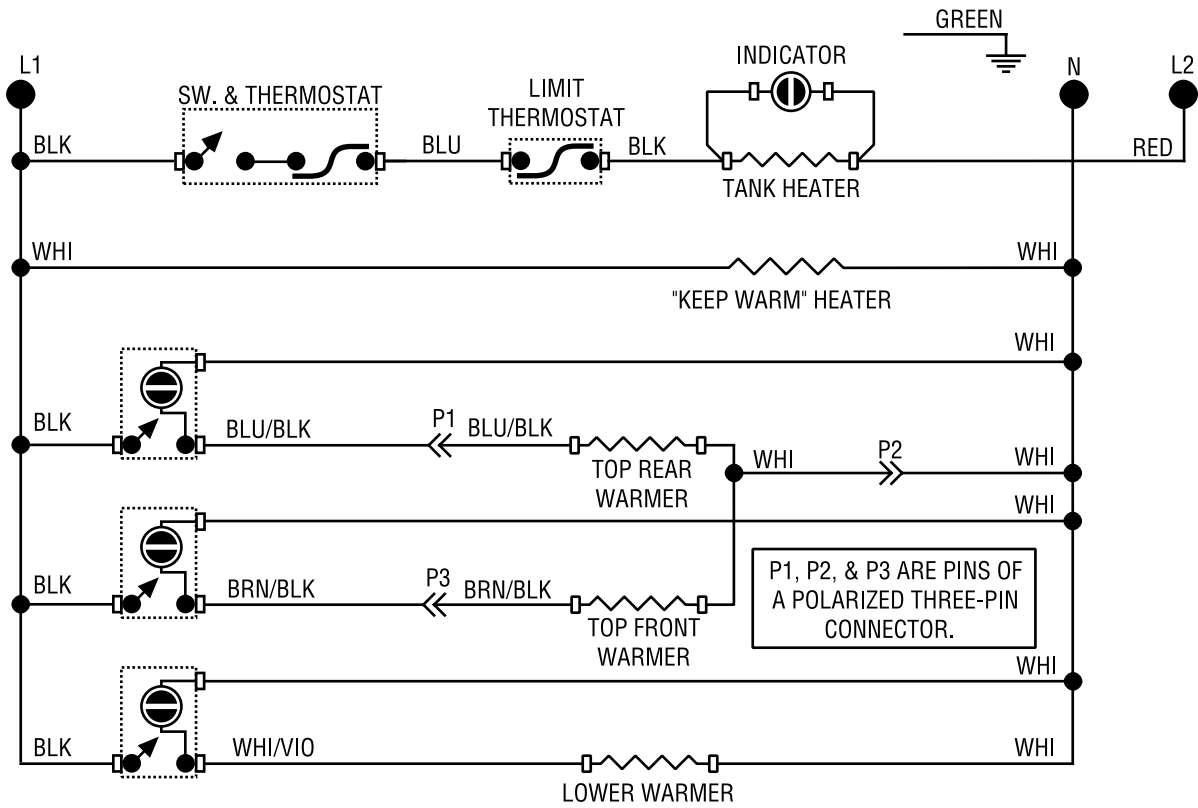 GREEN
L1
INDICATOR
N
L2
SW. & THERMOSTAT
LIMIT
THERMOSTAT
BLK
BLU
BLK
RED
TANK HEATER
WHI
WHI
"KEEP WARM" HEATER
WHI
BLK
BLU/BLK
P1
BLU/BLK
TOP REAR
WARMER
WHI
P2
WHI
WHI
BLK
BRN/BLK
P3
BRN/BLK
TOP FRONT
WARMER
P1, P2, & P3 ARE PINS OF
A POLARIZED THREE-PIN
CONNECTOR.
WHI
BLK
WHI/VIO
LOWER WARMER
WHI